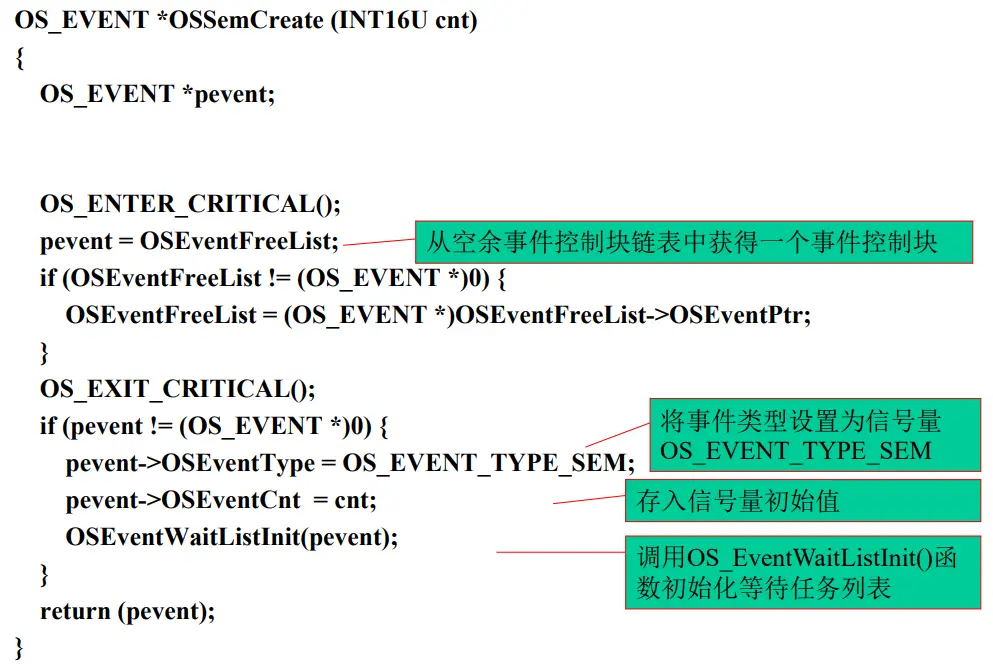 OS_EVENT *OSSemCreate (INT16U cnt)
{
OS_EVENT *pevent;
OS_ENTER_CRITICAL();
pevent = OSEventFreeList;
从空余事件控制块链表中获得一个事件控制块
if (OSEventFreeList != (OS_EVENT *)0) {
OSEventFreeList = (OS_EVENT *)OSEventFreeList->OSEventPtr;
}
OS_EXIT_CRITICAL();
if (pevent != (OS_EVENT *)0) {
将事件类型设置为信号量
OS_EVENT_TYPE_SEM
pevent->OSEventType = OS_EVENT_TYPE_SEM;
pevent->OSEventCnt = cnt;
存入信号量初始值
OSEventWaitListInit(pevent);
调用OS_EventWaitListInit()函
数初始化等待任务列表
}
return (pevent);
}